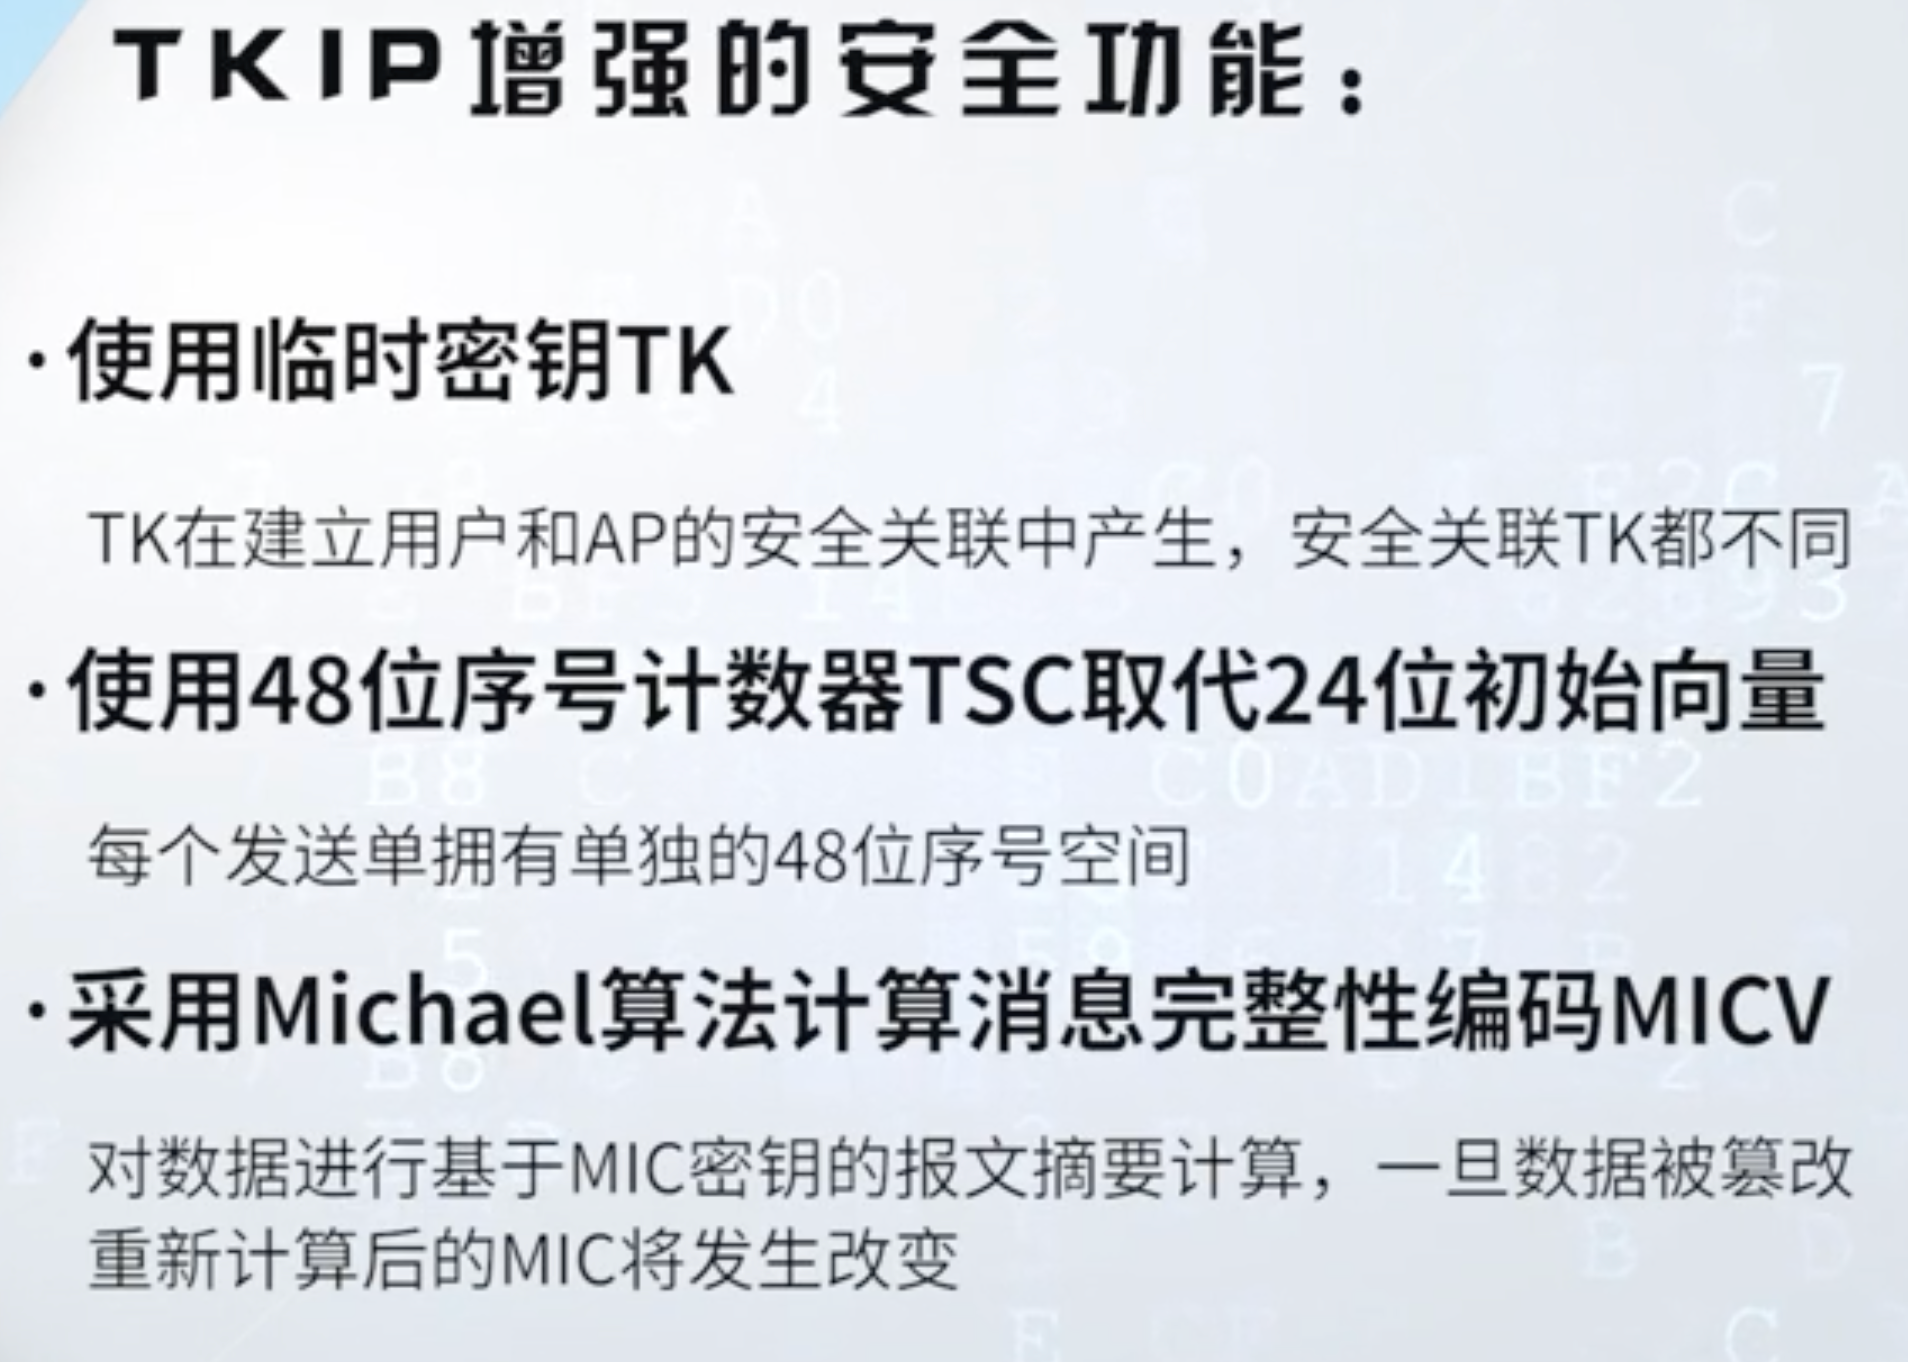 TKIP增强的安全功能：
·使用临时密钥TK
TK在建立用户和AP的安全关联中产生，安全关联TK都不同
·使用48位序号计数器TSC取代24位初始向量
每个发送单拥有单独的48位序号空间
·采用Michael算法计算消息完整性编码MICV
对数据进行基于MIC密钥的报文摘要计算，一旦数据被篡改
重新计算后的MIC将发生改变